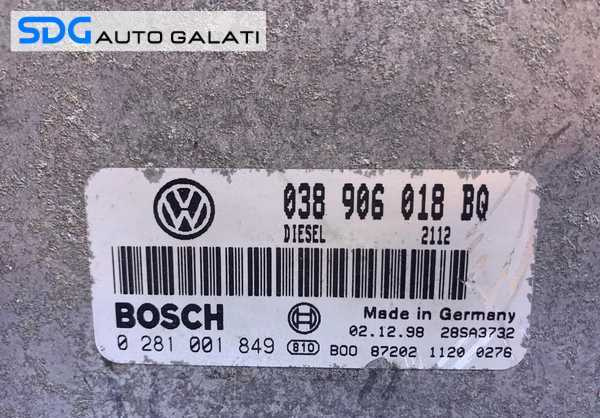 SDG AUTO GALATI
038 906 018 BQ
DIESEL 2112
BOSCH Made in Germany
02.12.98 28SA3732
0 281 001 849 810 B00 87202 1120 0276